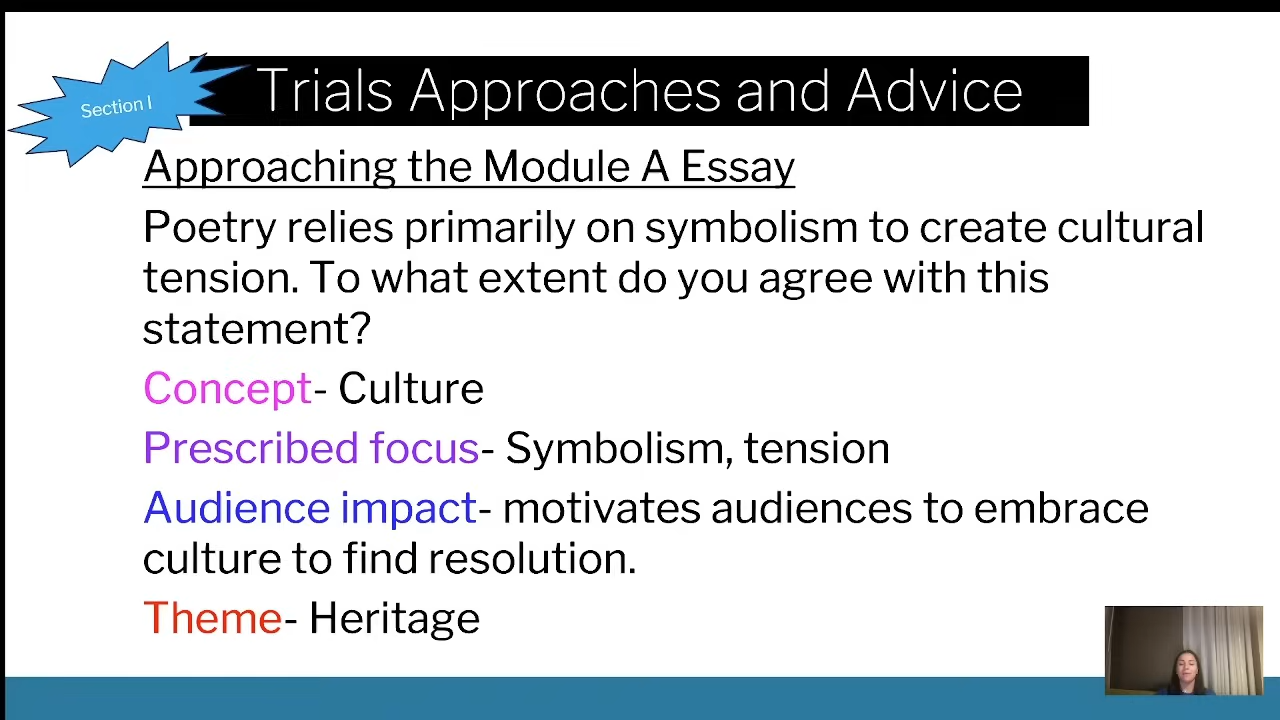 Section I
Trials Approaches and Advice
Approaching the Module A Essay
Poetry relies primarily on symbolism to create cultural
tension. To what extent do you agree with this
statement?
Concept- Culture
Prescribed focus- Symbolism, tension
Audience impact- motivates audiences to embrace
culture to find resolution.
Theme- Heritage